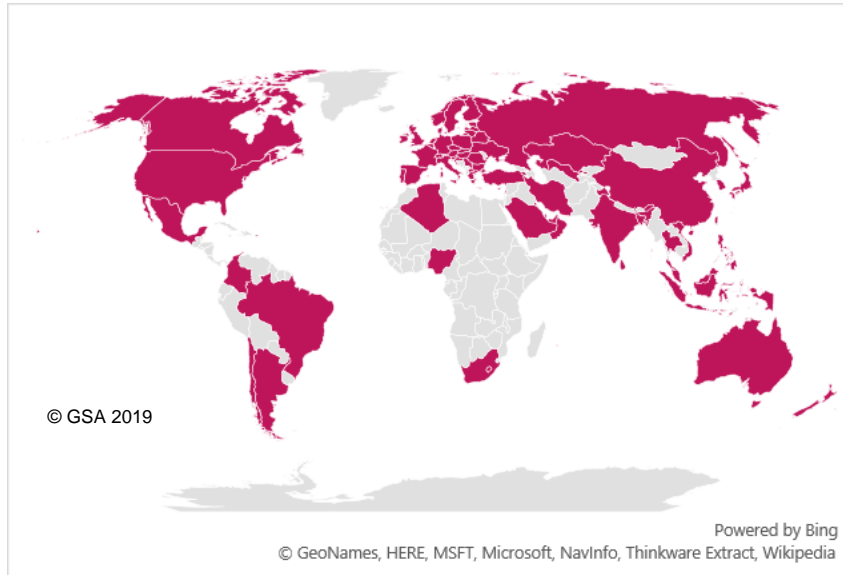 © GSA 2019
Powered by Bing
© GeoNames, HERE, MSFT, Microsoft, NavInfo, Thinkware Extract, Wikipedia